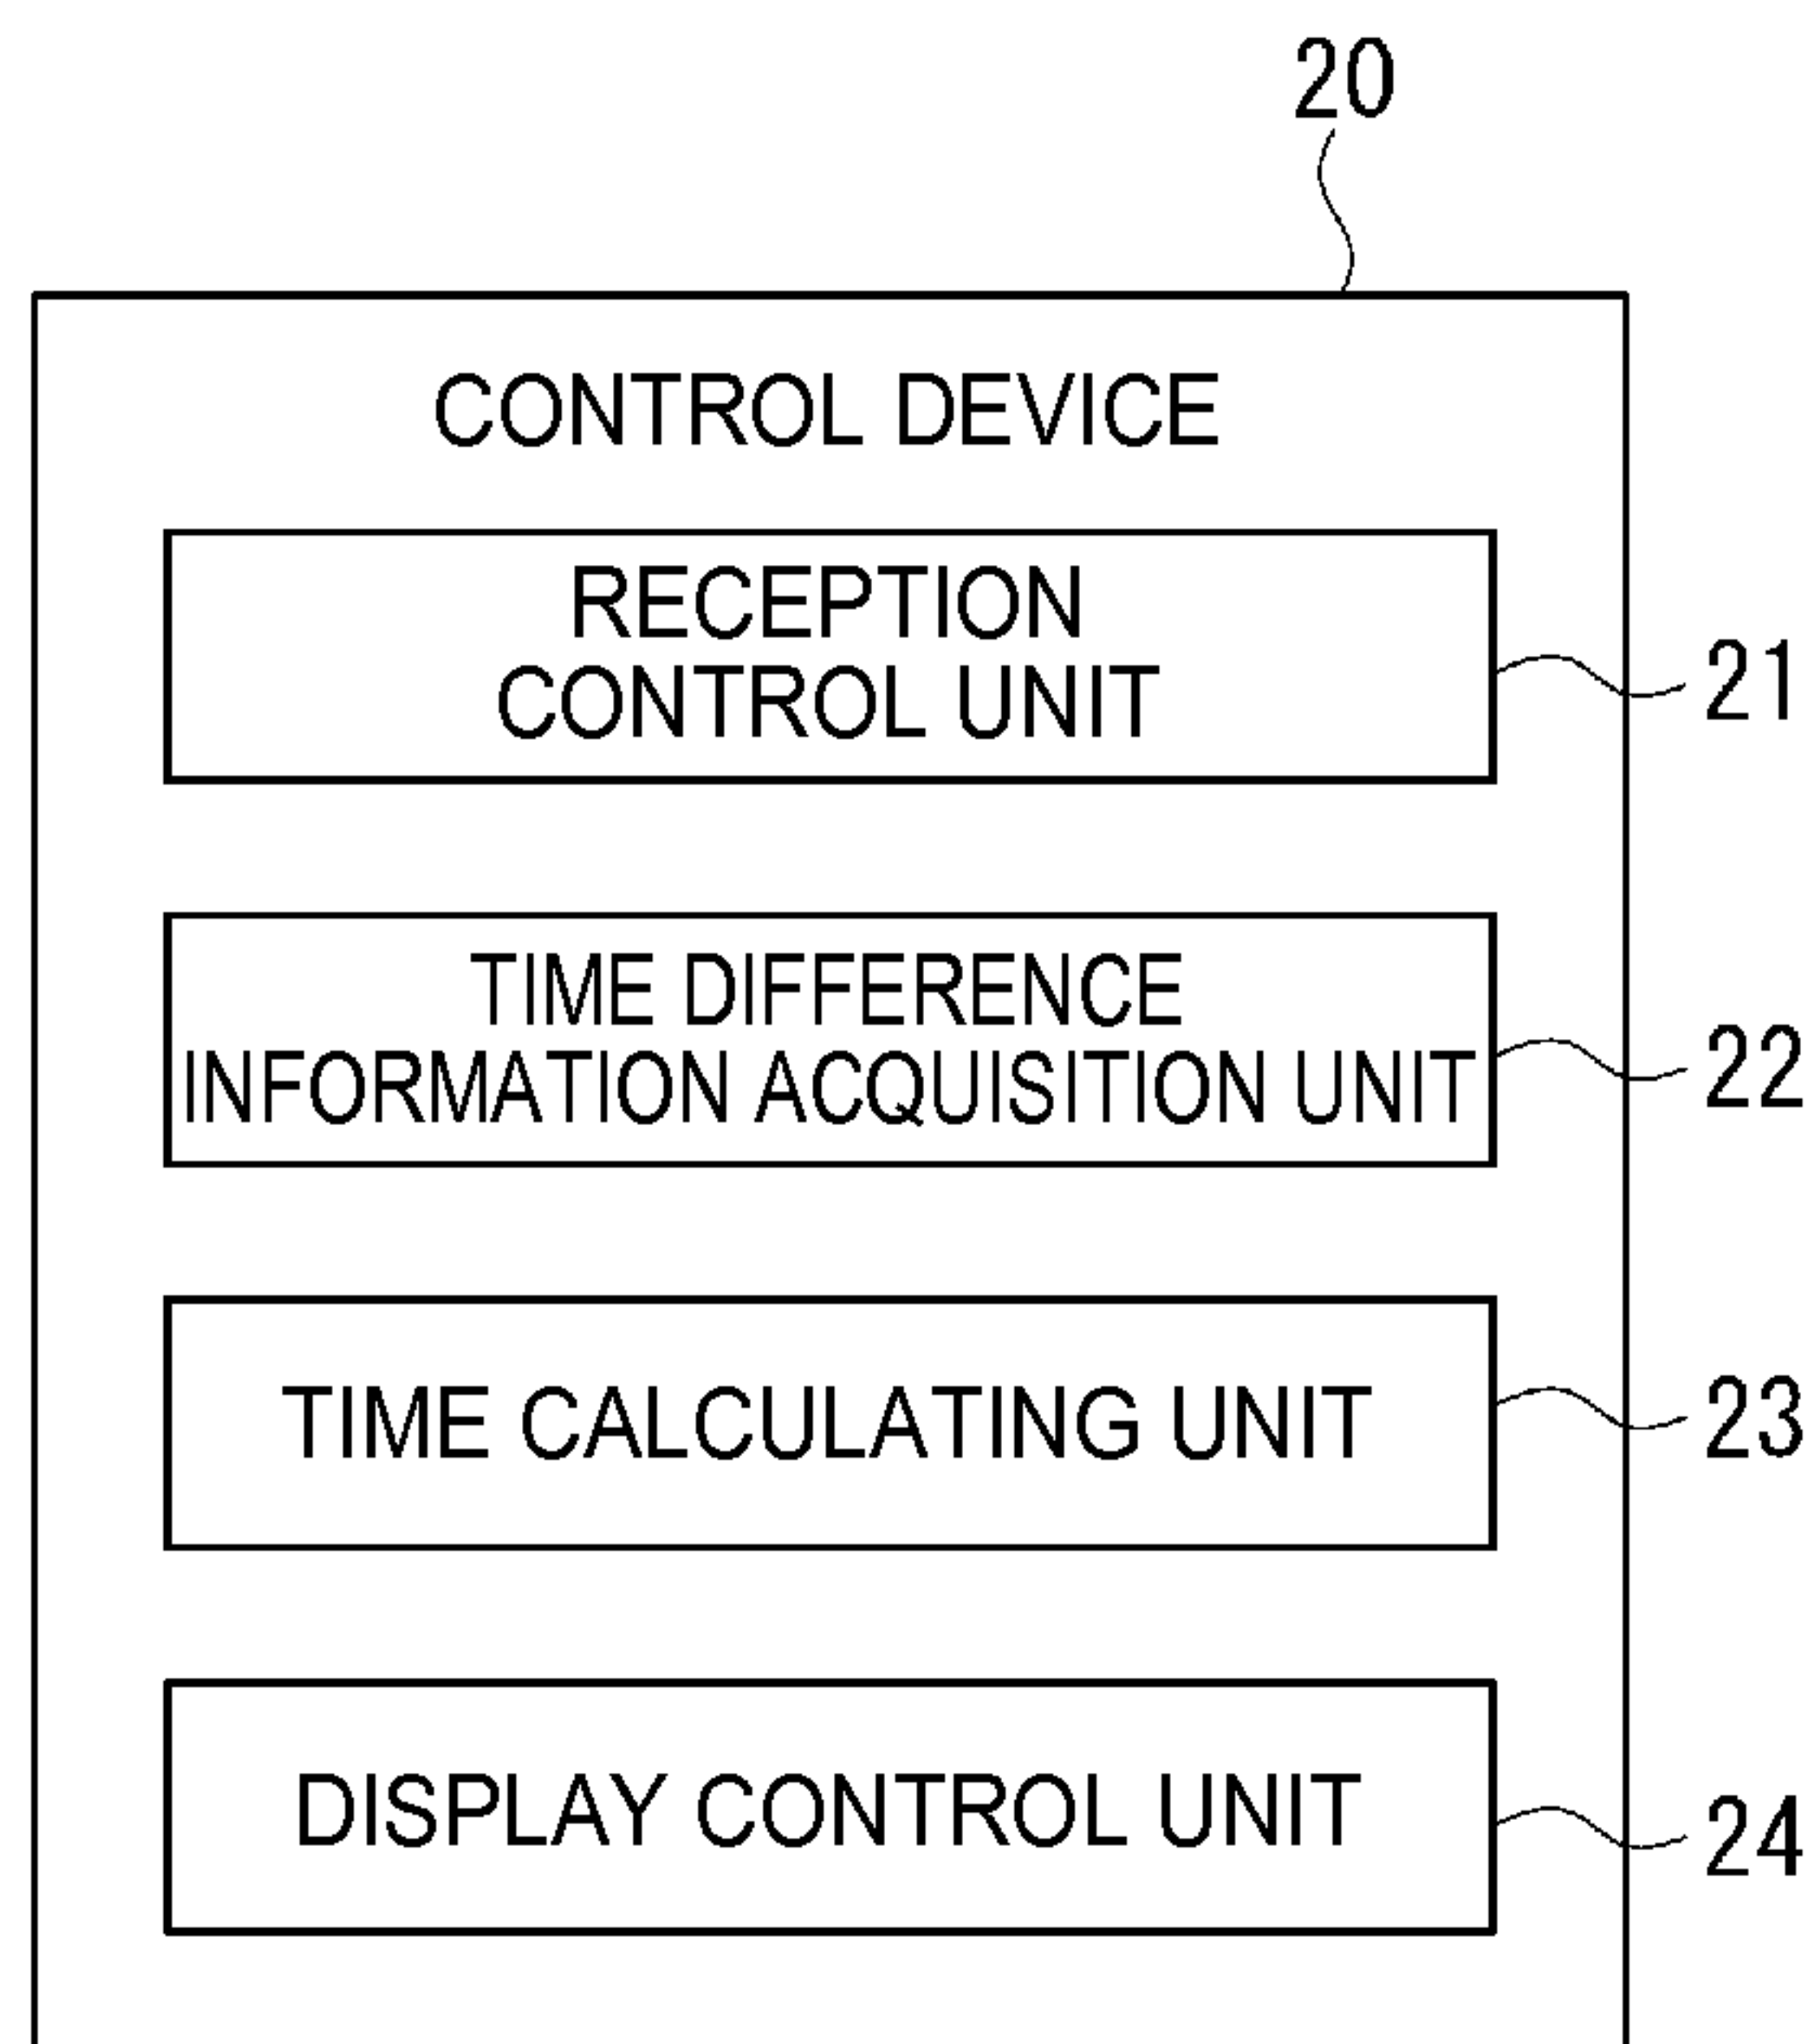 20
CONTROL DEVICE
RECEPTION
CONTROL UNIT
21
TIME DIFFERENCE
INFORMATION ACQUISITION UNIT
22
TIME CALCULATING UNIT
23
DISPLAY CONTROL UNIT
24